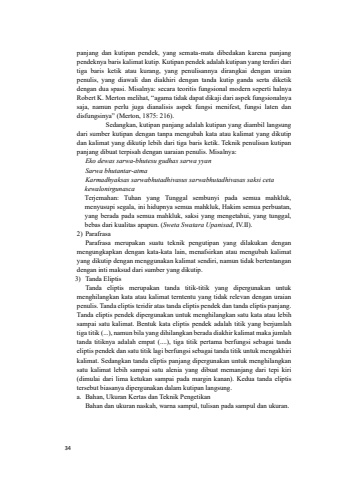 panjang dan kutipan pendek, yang semata-mata dibedakan karena panjang
pendeknya baris kalimat kutip. Kutipan pendek adalah kutipan yang terdiri dari
tiga baris ketik atau kurang, yang penulisannya dirangkai dengan uraian
penulis, yang diawali dan diakhiri dengan tanda kutip ganda serta diketik
dengan dua spasi. Misalnya: secara teoritis fungsional modern seperti halnya
Robert K. Merton melihat, “agama tidak dapat dikaji dari aspek fungsionalnya
saja, namun perlu juga dianalisis aspek fungsi menifest, fungsi laten dan
disfungsinya” (Merton, 1875: 216).
Sedangkan, kutipan panjang adalah kutipan yang diambil langsung
dari sumber kutipan dengan tanpa mengubah kata atau kalimat yang dikutip
dan kalimat yang dikutip lebih dari tiga baris ketik. Teknik penulisan kutipan
panjang dibuat terpisah dengan uaraian penulis. Misalnya:
Eko dewas sarwa-bhutesu gudhas sarwa yyan
Sarwa bhutantar-atma
Karmadhyaksas sarwabhutadhivasas sarwabhutadhivasas saksi ceta
kewalonirgunasca
Terjemahan: Tuhan yang Tunggal sembunyi pada semua mahkluk,
menyusupi segala, ini hidupnya semua mahkluk, Hakim semua perbuatan,
yang berada pada semua mahkluk, saksi yang mengetahui, yang tunggal,
bebas dari kualitas apapun. (Sweta Swatara Upanisad, IV.II).
2) Parafrasa
Parafrasa merupakan suatu teknik pengutipan yang dilakukan dengan
mengungkapkan dengan kata-kata lain, menafsirkan atau mengubah kalimat
yang dikutip dengan menggunakan kalimat sendiri, namun tidak bertentangan
dengan inti maksud dari sumber yang dikutip.
3) Tanda Eliptis
Tanda eliptis merupakan tanda titik-titik yang dipergunakan untuk
menghilangkan kata atau kalimat terntentu yang tidak relevan dengan uraian
penulis. Tanda eliptis teridir atas tanda eliptis pendek dan tanda eliptis panjang.
Tanda eliptis pendek dipergunakan untuk menghilangkan satu kata atau lebih
sampai satu kalimat. Bentuk kata eliptis pendek adalah titik yang berjumlah
tiga titik (...), namun bila yang dihilangkan berada diakhir kalimat maka jumlah
tanda titiknya adalah empat (....), tiga titik pertama berfungsi sebagai tanda
eliptis pendek dan satu titik lagi berfungsi sebagai tanda titik untuk mengakhiri
kalimat. Sedangkan tanda eliptis panjang dipergunakan untuk menghilangkan
satu kalimat lebih sampai satu alenia yang dibuat memanjang dari tepi kiri
(dimulai dari lima ketukan sampai pada margin kanan). Kedua tanda eliptis
tersebut biasanya dipergunakan dalam kutipan langsung.
a. Bahan, Ukuran Kertas dan Teknik Pengetikan
Bahan dan ukuran naskah, warna sampul, tulisan pada sampul dan ukuran.
34